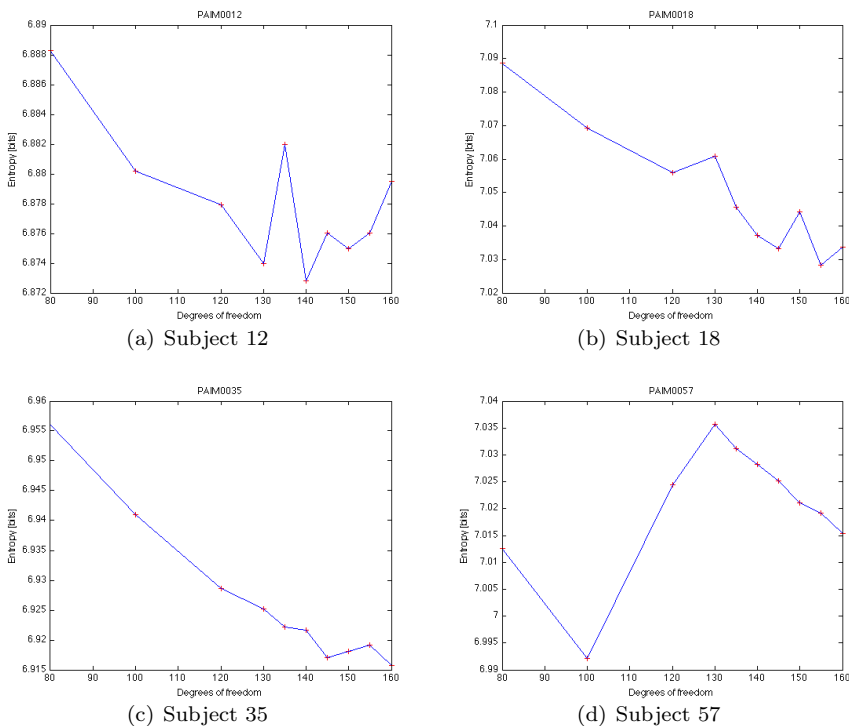 PAIM0012
6.89
6.888
6.886
6.884
6.882
6.88
6.878
6.876
6.874
6.872
Entropy [bits]
80 90 100 110 120 130 140 150 160
Degrees of freedom
(a) Subject 12
PAIM0018
7.1
7.09
7.08
7.07
7.06
7.05
7.04
7.03
7.02
Entropy [bits]
80 90 100 110 120 130 140 150 160
Degrees of freedom
(b) Subject 18
PAIM0035
6.96
6.955
6.95
6.945
6.94
6.935
6.93
6.925
6.92
6.915
Entropy [bits]
80 90 100 110 120 130 140 150 160
Degrees of freedom
(c) Subject 35
PAIM0057
7.04
7.035
7.03
7.025
7.02
7.015
7.01
7.005
7
6.995
6.99
Entropy [bits]
80 90 100 110 120 130 140 150 160
Degrees of freedom
(d) Subject 57